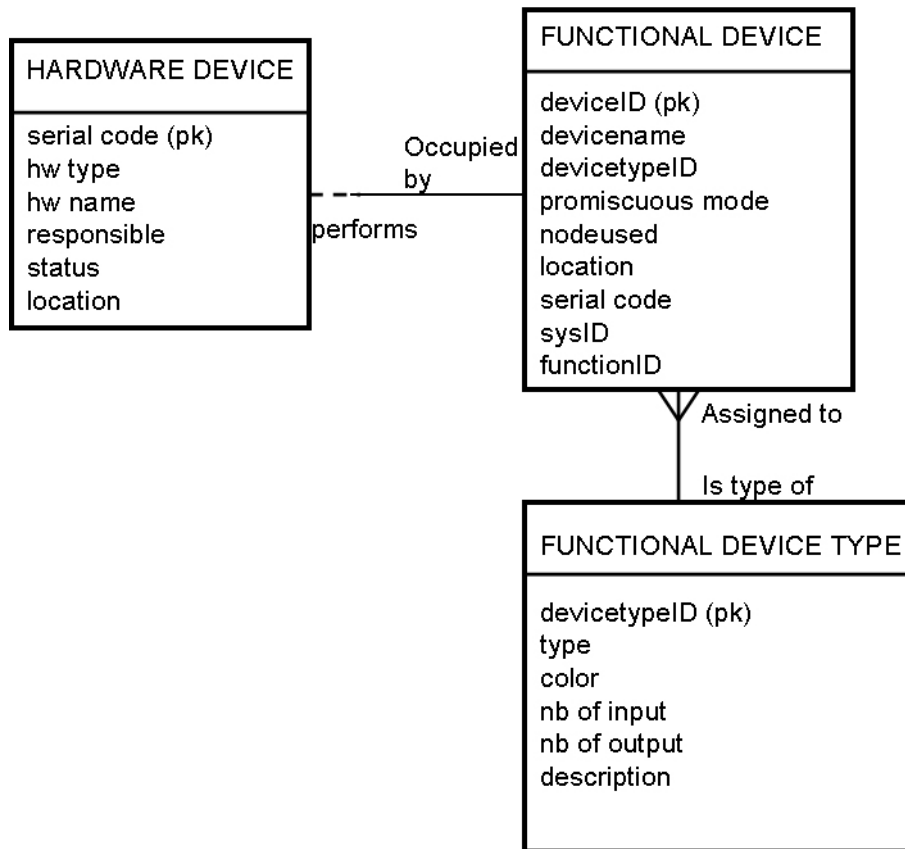 HARDWARE DEVICE
serial code (pk)
hw type
hw name
responsible
status
location
Occupied
by
performs
FUNCTIONAL DEVICE
deviceID (pk)
devicename
devicetypeID
promiscuous mode
nodeused
location
serial code
sysID
functionID
Assigned to
Is type of
FUNCTIONAL DEVICE TYPE
devicetypeID (pk)
type
color
nb of input
nb of output
description